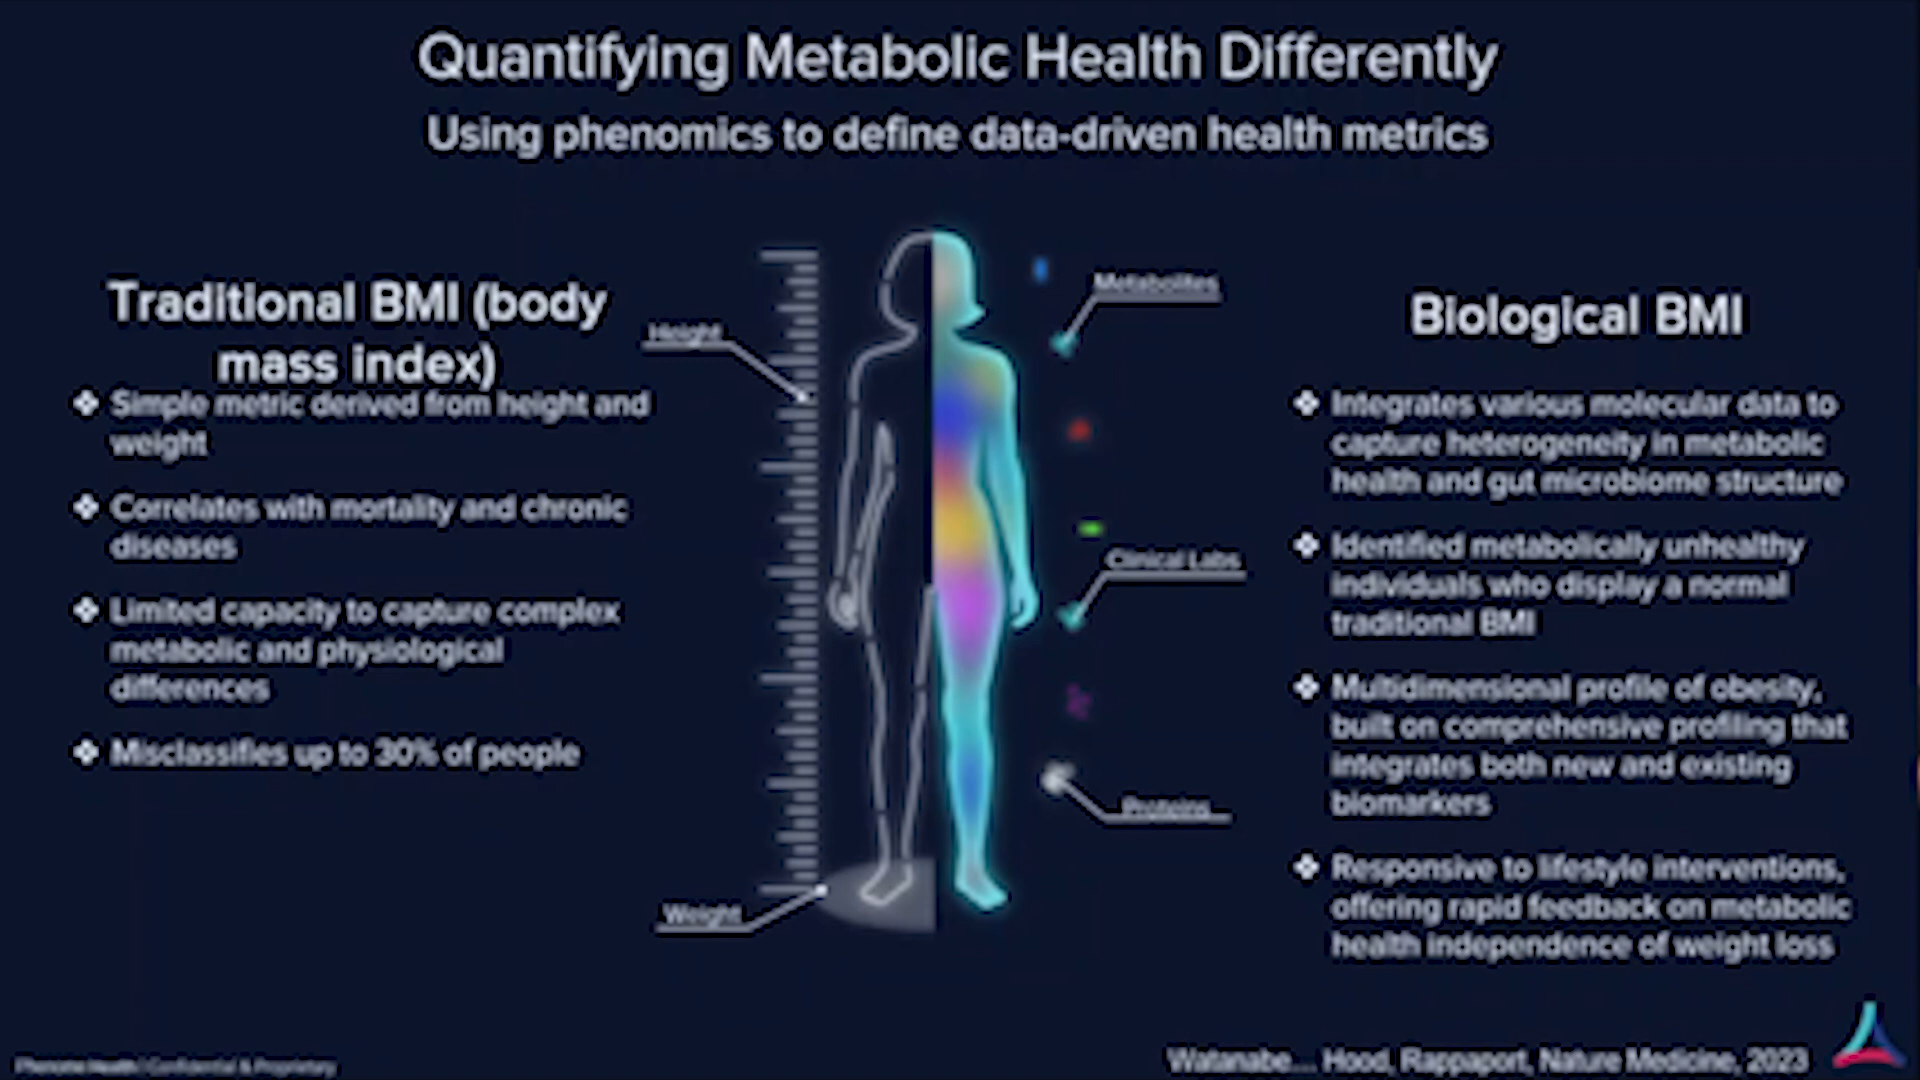 Quantifying Metabolic Health Differently
Using phenomics to define data-driven health metrics
Traditional BMI (body
mass index)
❖ Simple metric derived from height and
weight
❖ Correlates with mortality and chronic
diseases
❖ Limited capacity to capture complex
metabolic and physiological
differences
❖ Misclassifies up to 30% of people
Height
Weight
Metabolites
Clinical Labs
Proteins
Biological BMI
❖ Integrates various molecular data to
capture heterogeneity in metabolic
health and gut microbiome structure
❖ Identified metabolically unhealthy
individuals who display a normal
traditional BMI
❖ Multidimensional profile of obesity,
built on comprehensive profiling that
integrates both new and existing
biomarkers
❖ Responsive to lifestyle interventions,
offering rapid feedback on metabolic
health independence of weight loss
Phenome Health | Confidential & Proprietary
Watanabe... Hood, Rappaport, Nature Medicine, 2023